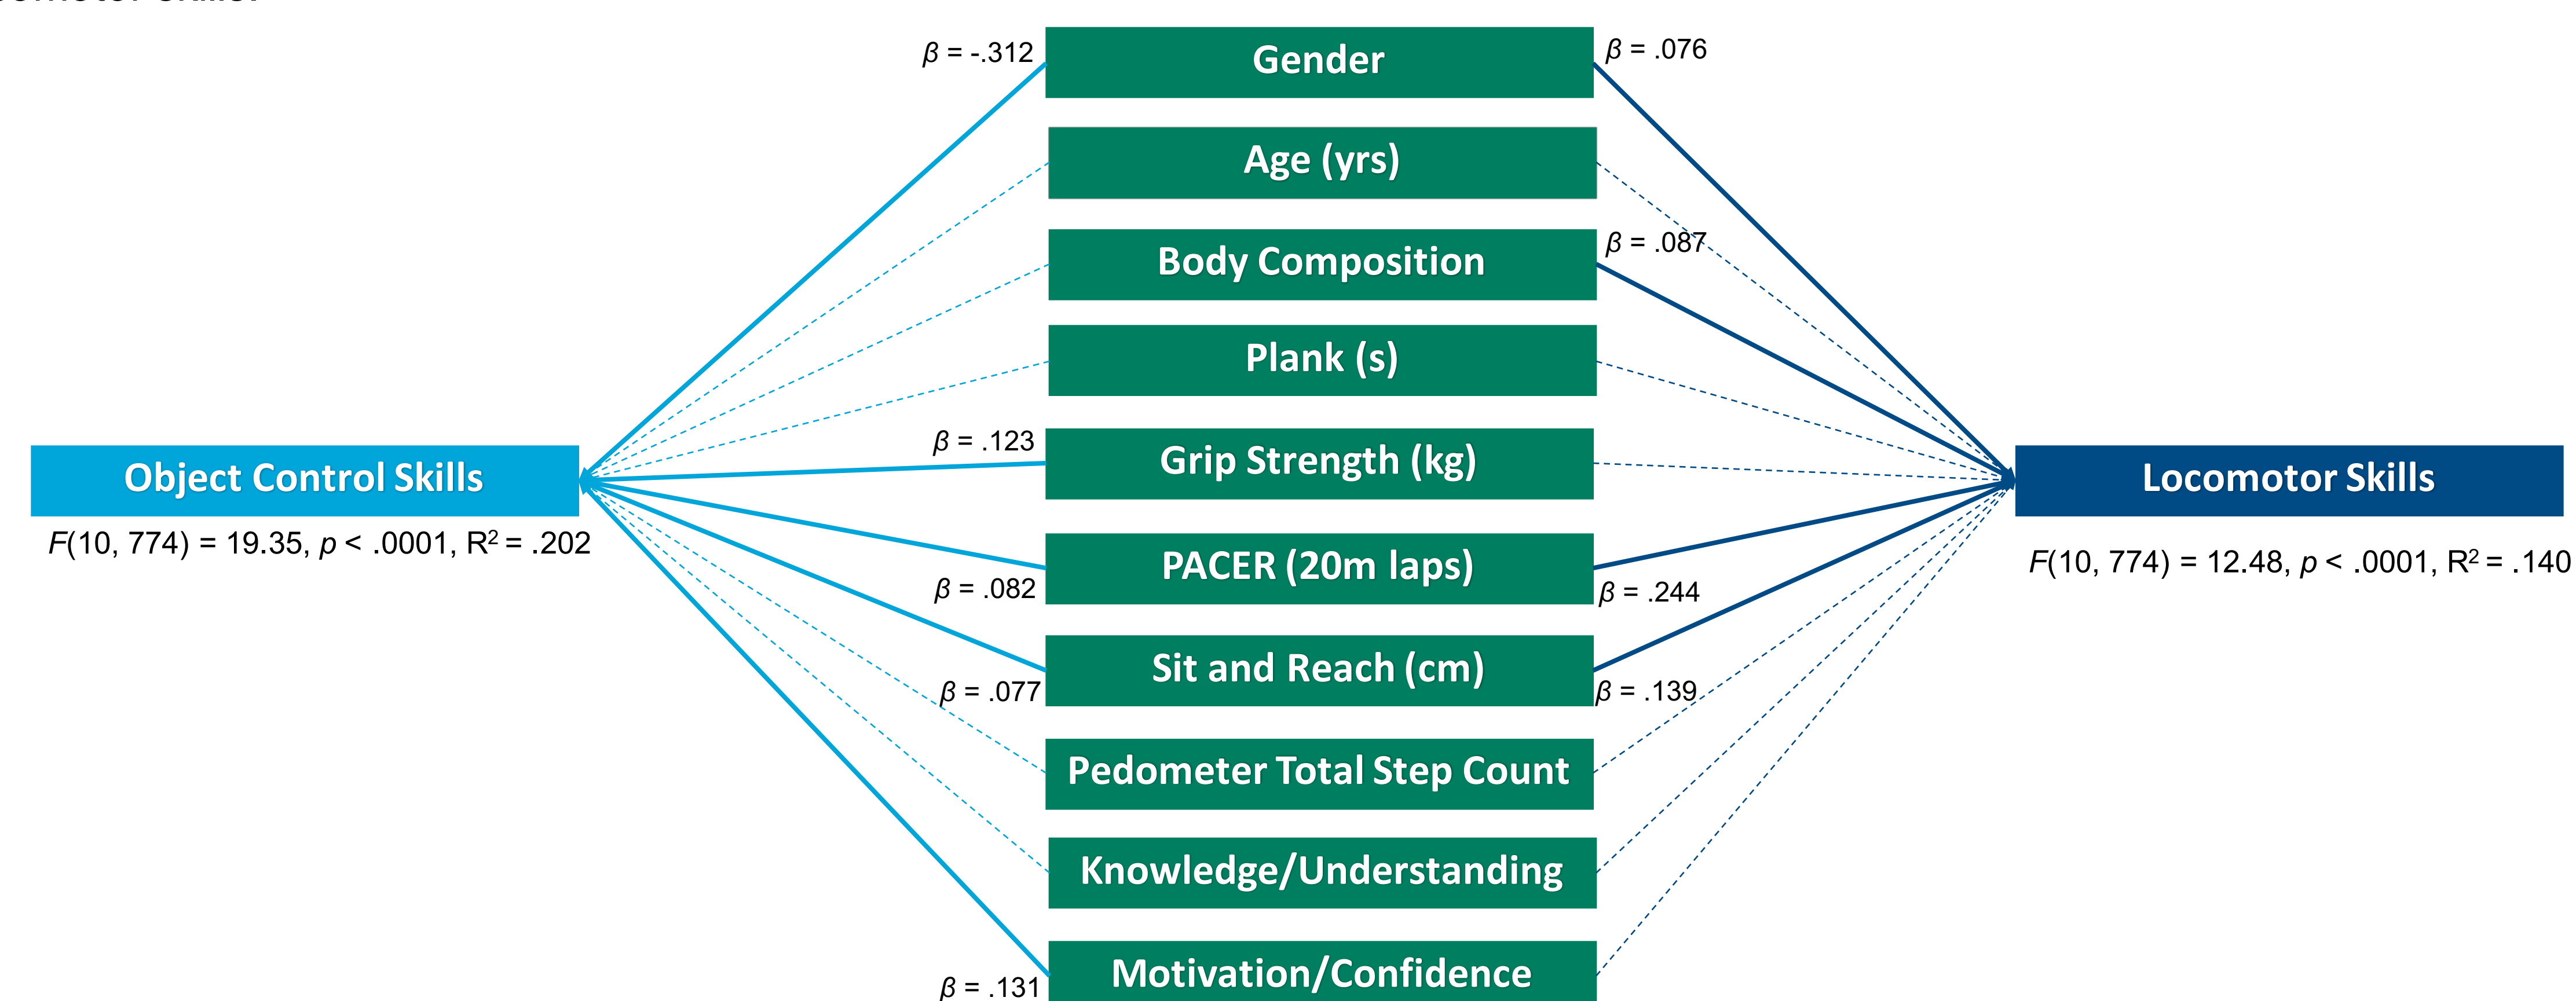 β = -.312
Gender
β = .076
Age (yrs)
Body Composition
β = .087
Plank (s)
β = .123
Grip Strength (kg)
Object Control Skills
F(10, 774) = 19.35, p < .0001, R² = .202
Locomotor Skills
F(10, 774) = 12.48, p < .0001, R² = .140
PACER (20m laps)
β = .082
β = .244
Sit and Reach (cm)
β = .077
β = .139
Pedometer Total Step Count
Knowledge/Understanding
Motivation/Confidence
β = .131